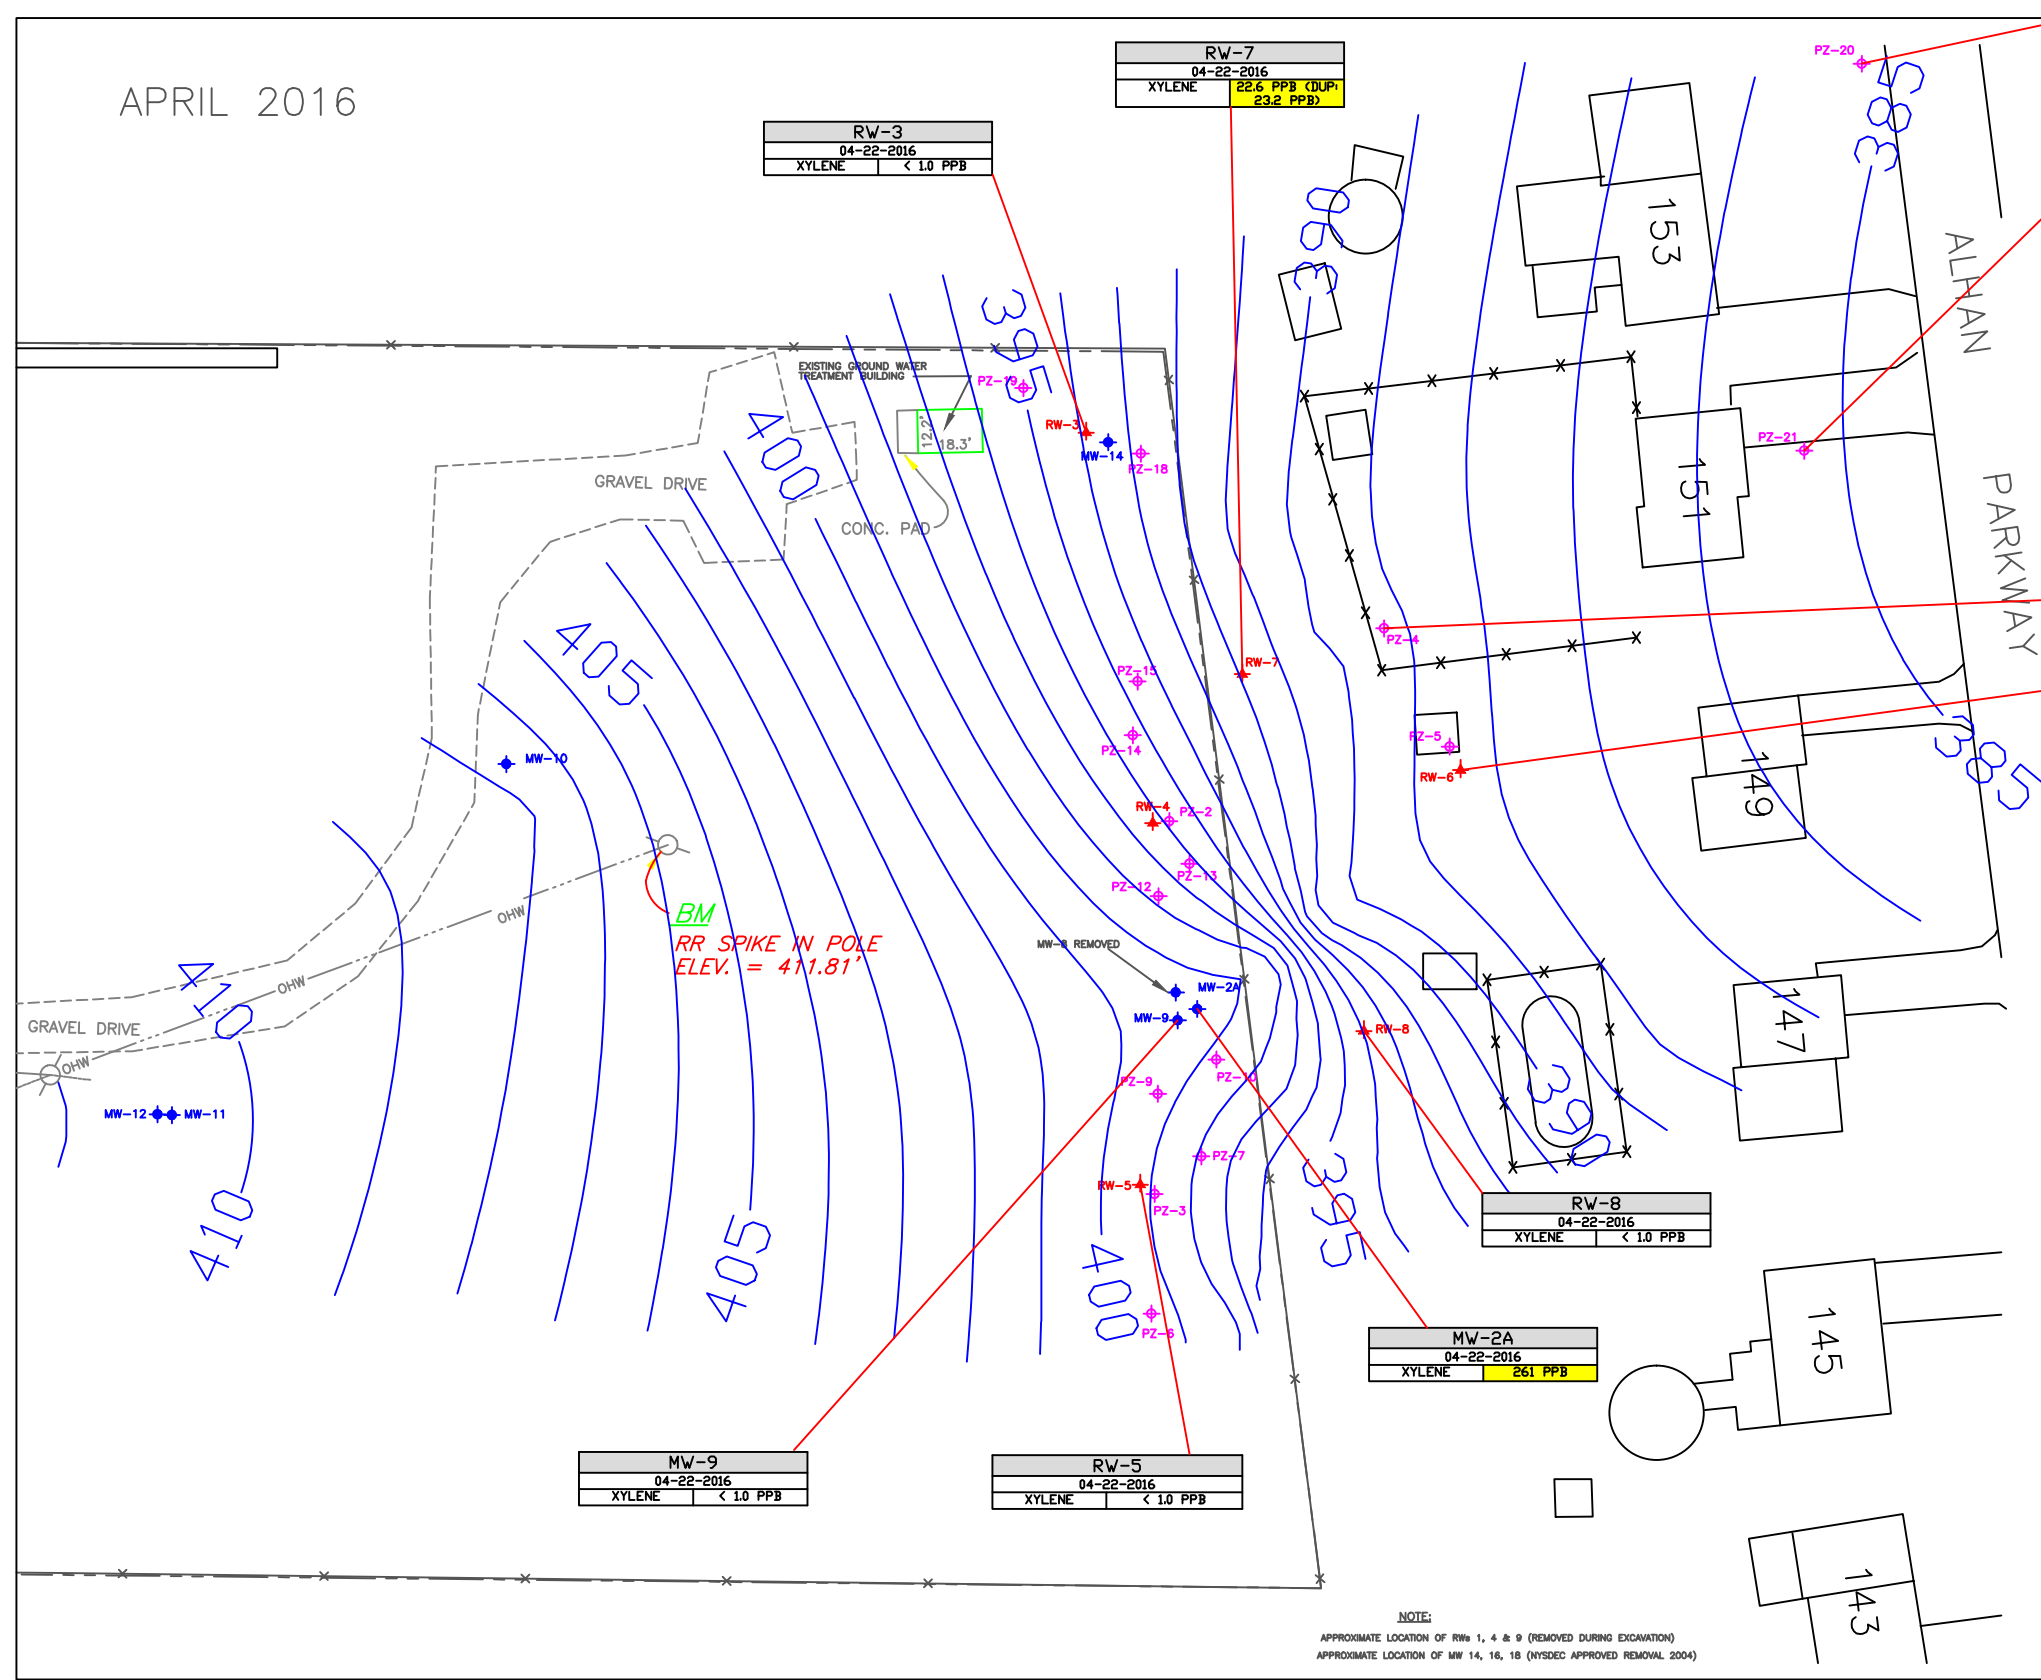 APRIL 2016
RW-7
04-22-2016
XYLENE 22.6 PPB (DUP:
23.2 PPB)
RW-3
04-22-2016
XYLENE < 1.0 PPB
PZ-20
385
390
395
153
ALHAN
PARKWAY
EXISTING GROUND WATER
TREATMENT BUILDING
PZ-19
12.2'
18.3'
RW-3
MW-14
PZ-18
400
GRAVEL DRIVE
CONC. PAD
PZ-21
151
PZ-4
405
RW-7
PZ-15
PZ-14
PZ-5
RW-6
149
385
MW-10
RW-4
PZ-2
PZ-13
PZ-12
BM
RR SPIKE IN POLE
ELEV. = 411.81'
OHW
OHW
OHW
MW-8 REMOVED
MW-2A
MW-9
410
GRAVEL DRIVE
RW-8
147
PZ-10
PZ-9
MW-12
MW-11
390
PZ-7
RW-5
PZ-3
395
410
405
400
PZ-6
RW-8
04-22-2016
XYLENE < 1.0 PPB
MW-2A
04-22-2016
XYLENE 261 PPB
145
MW-9
04-22-2016
XYLENE < 1.0 PPB
RW-5
04-22-2016
XYLENE < 1.0 PPB
143
NOTE:
APPROXIMATE LOCATION OF RWs 1, 4 & 9 (REMOVED DURING EXCAVATION)
APPROXIMATE LOCATION OF MW 14, 16, 18 (NYSDEC APPROVED REMOVAL 2004)